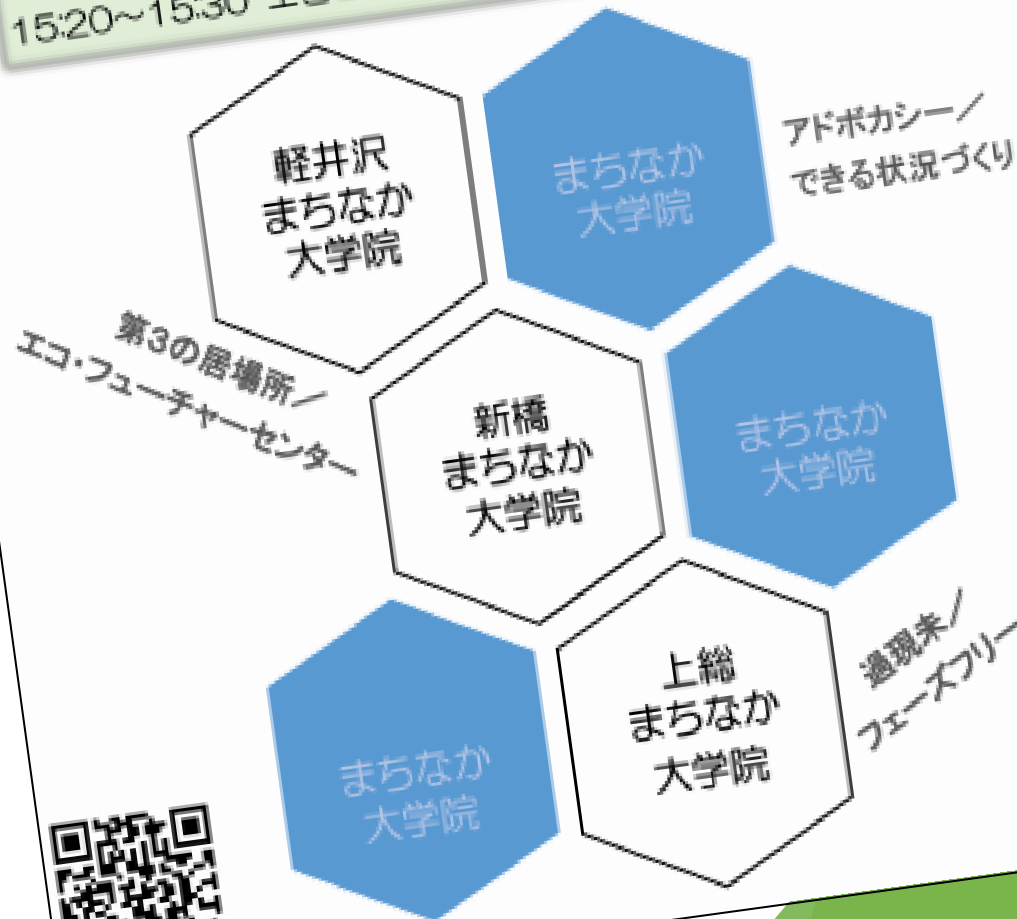 15:20～15:30
軽井沢
まちなか
大学院
まちなか
大学院
アドボカシー／
できる状況づくり
第3の居場所／
エコ・フューチャーセンター
新橋
まちなか
大学院
まちなか
大学院
上総
まちなか
大学院
過現未／
フェーズフリー
まちなか
大学院